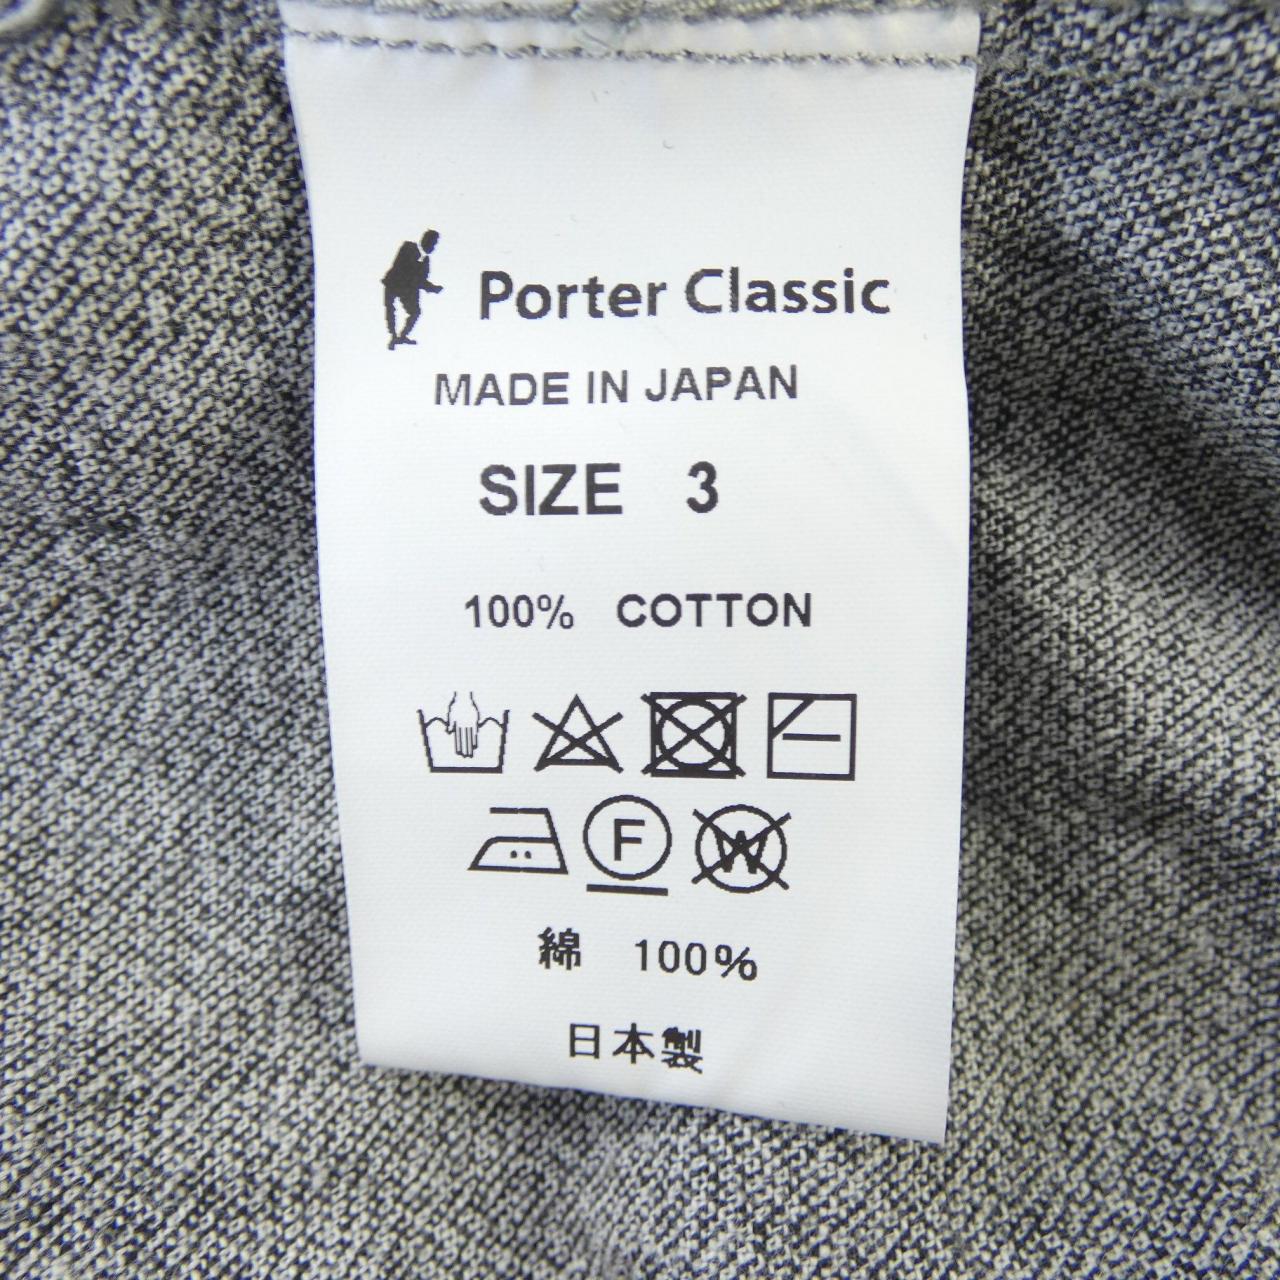 Porter Classic
MADE IN JAPAN
SIZE 3
100% COTTON
F W
綿 100%
日本製